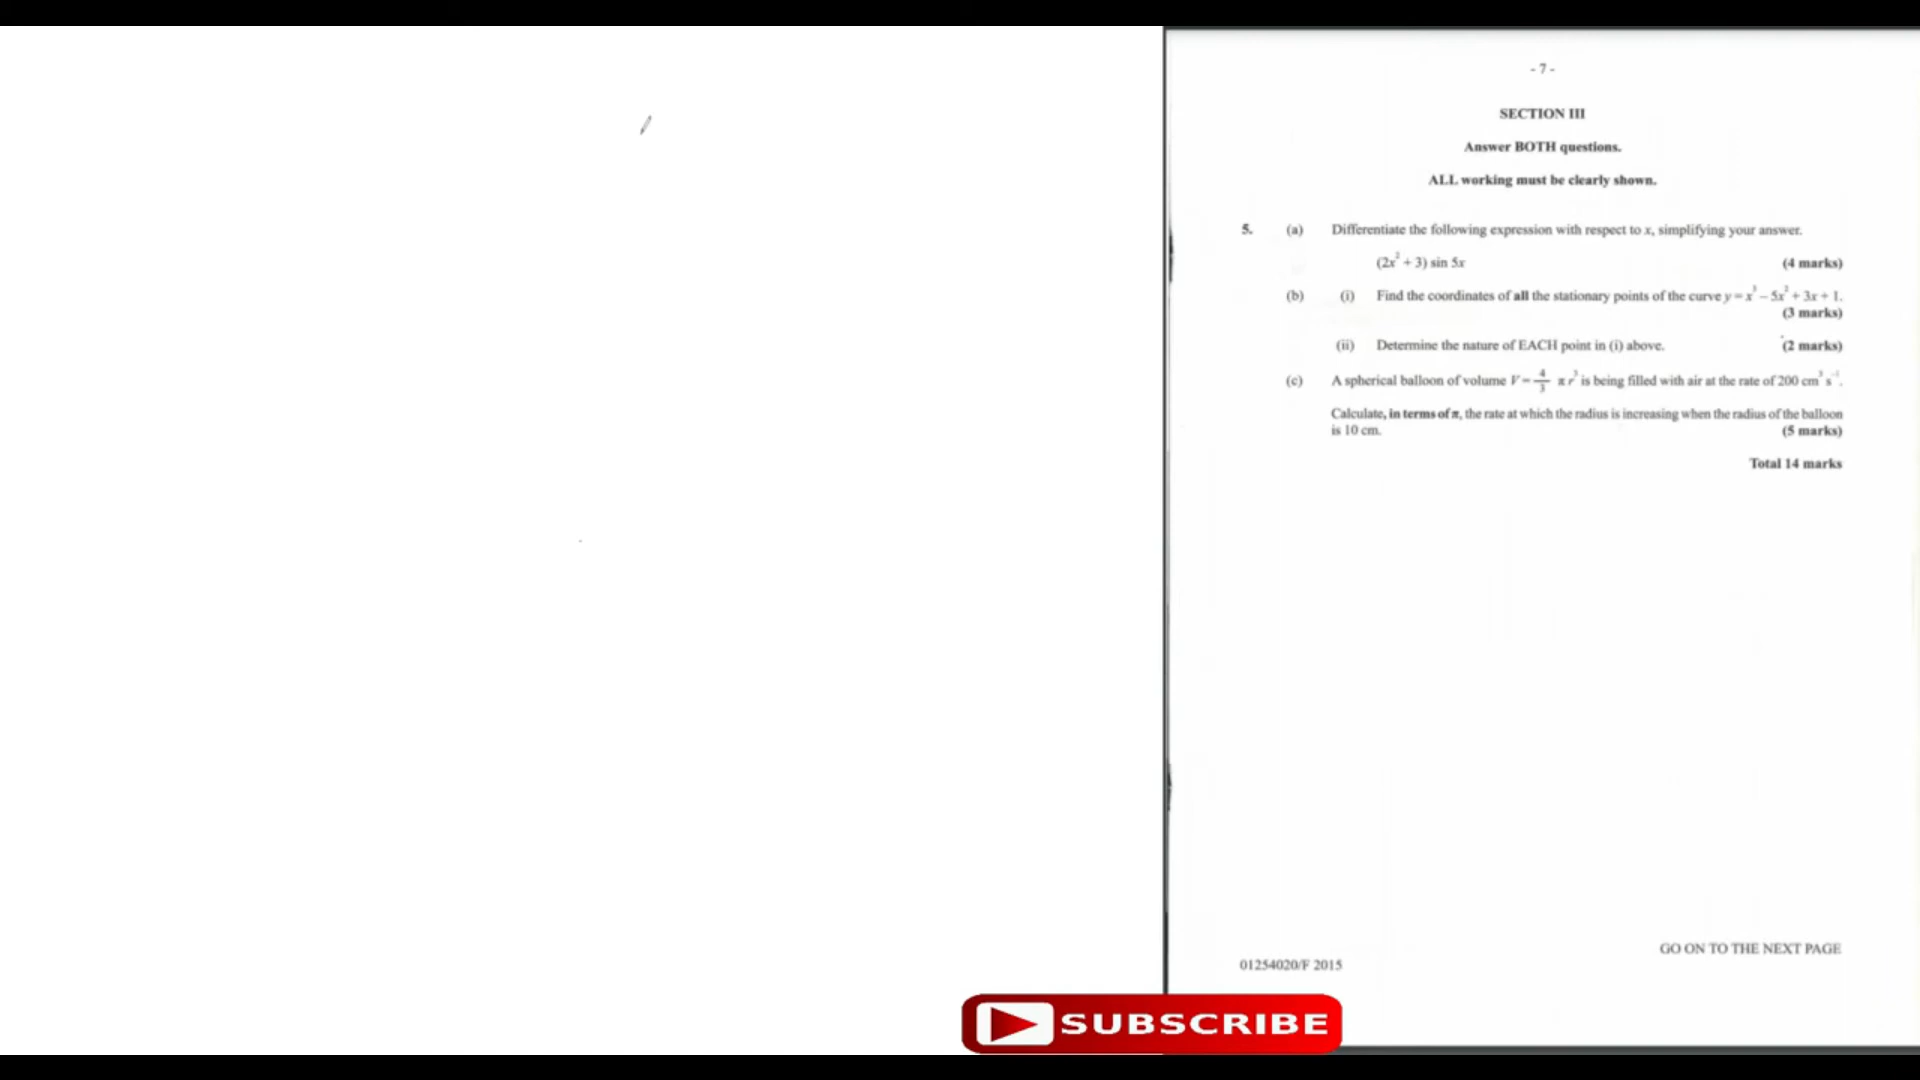 - 7 -
SECTION III
Answer BOTH questions.
ALL working must be clearly shown.
5. (a) Differentiate the following expression with respect to x, simplifying your answer.
(2x² + 3) sin 5x (4 marks)
(b) (i) Find the coordinates of all the stationary points of the curve y = x³ – 5x² + 3x + 1.
(3 marks)
(ii) Determine the nature of EACH point in (i) above. (2 marks)
(c) A spherical balloon of volume V = 4/3 π r³ is being filled with air at the rate of 200 cm³ s⁻¹.
Calculate, in terms of π, the rate at which the radius is increasing when the radius of the balloon
is 10 cm. (5 marks)
Total 14 marks
GO ON TO THE NEXT PAGE
01254020/F 2015
SUBSCRIBE